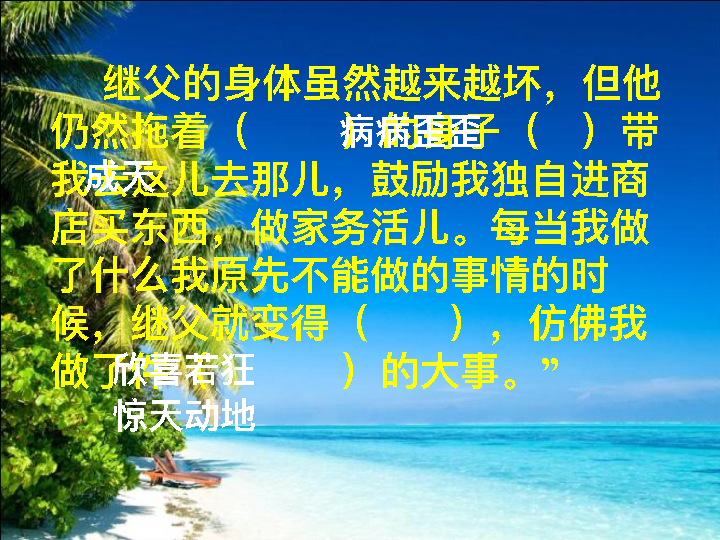 继父的身体虽然越来越坏，但他
仍然拖着（ ）的身子（ ）带
病病歪歪
我去这儿去那儿，鼓励我独自进商
成天
店买东西，做家务活儿。每当我做
了什么我原先不能做的事情的时
候，继父就变得（ ），仿佛我
做了 ）的大事。”
欣喜若狂
惊天动地